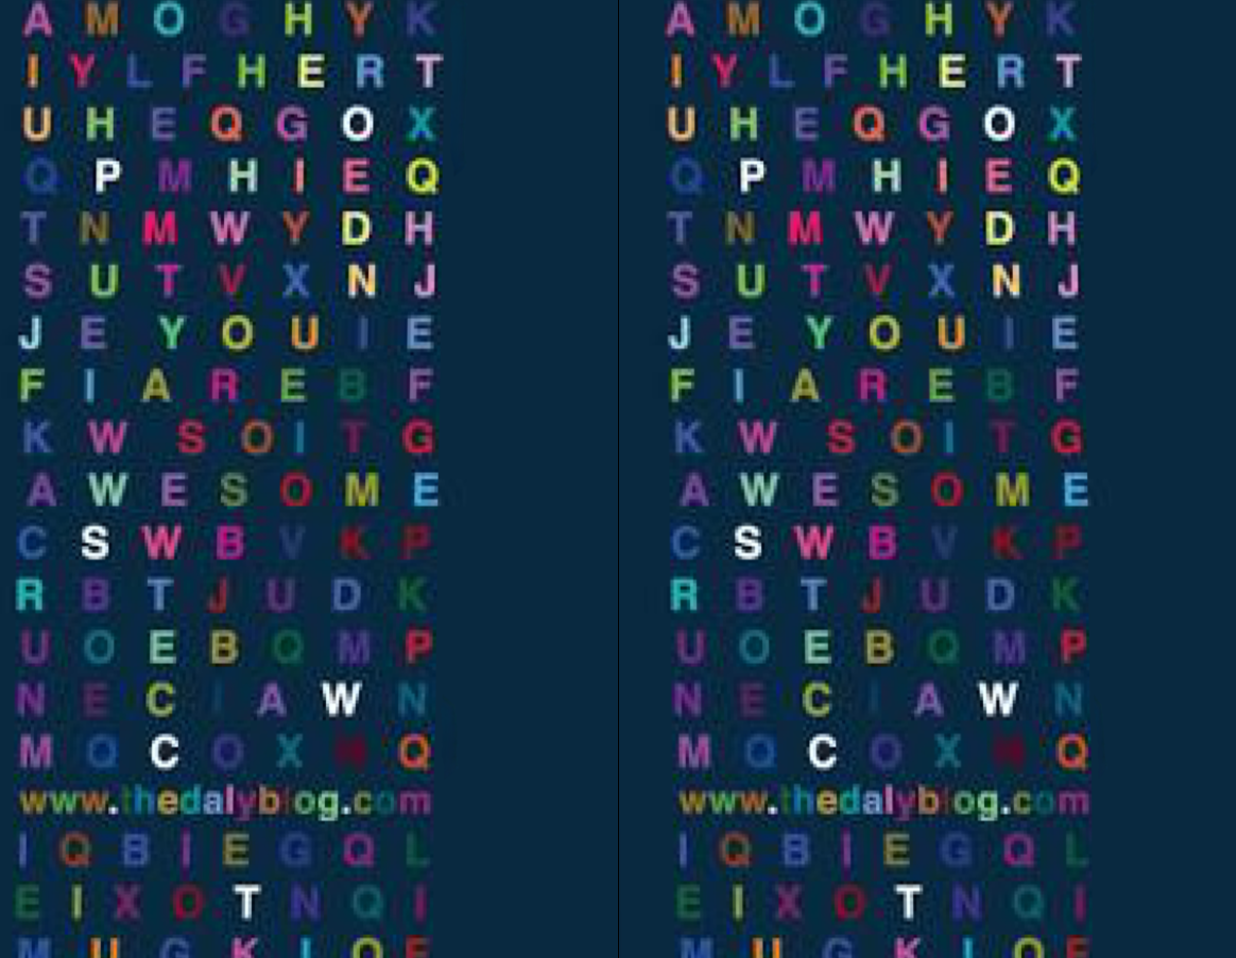 A M O G H Y K
I Y L F H E R T
U H E Q G O X
Q P M H I E Q
T N M W Y D H
S U T V X N J
J E Y O U I E
F I A R E B F
K W S O I T G
A W E S O M E
C S W B V K P
R B T J U D K
U O E B Q M P
N E C I A W N
M Q C O X H Q
www.thedalyblog.com
I Q B I E G Q L
E I X O T N Q I
M U G K I O F
A M O G H Y K
I Y L F H E R T
U H E Q G O X
Q P M H I E Q
T N M W Y D H
S U T V X N J
J E Y O U I E
F I A R E B F
K W S O I T G
A W E S O M E
C S W B V K P
R B T J U D K
U O E B Q M P
N E C I A W N
M Q C O X H Q
www.thedalyblog.com
I Q B I E G Q L
E I X O T N Q I